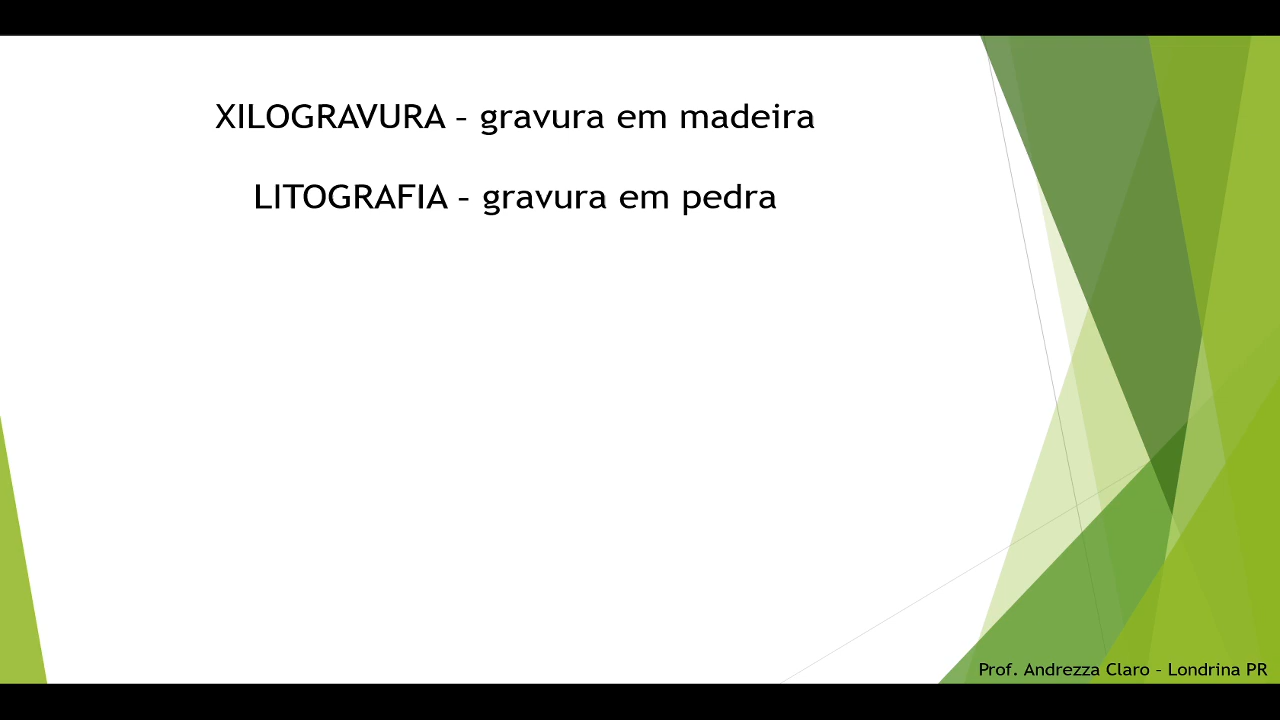 XILOGRAVURA – gravura em madeira
LITOGRAFIA – gravura em pedra
Prof. Andrezza Claro – Londrina PR